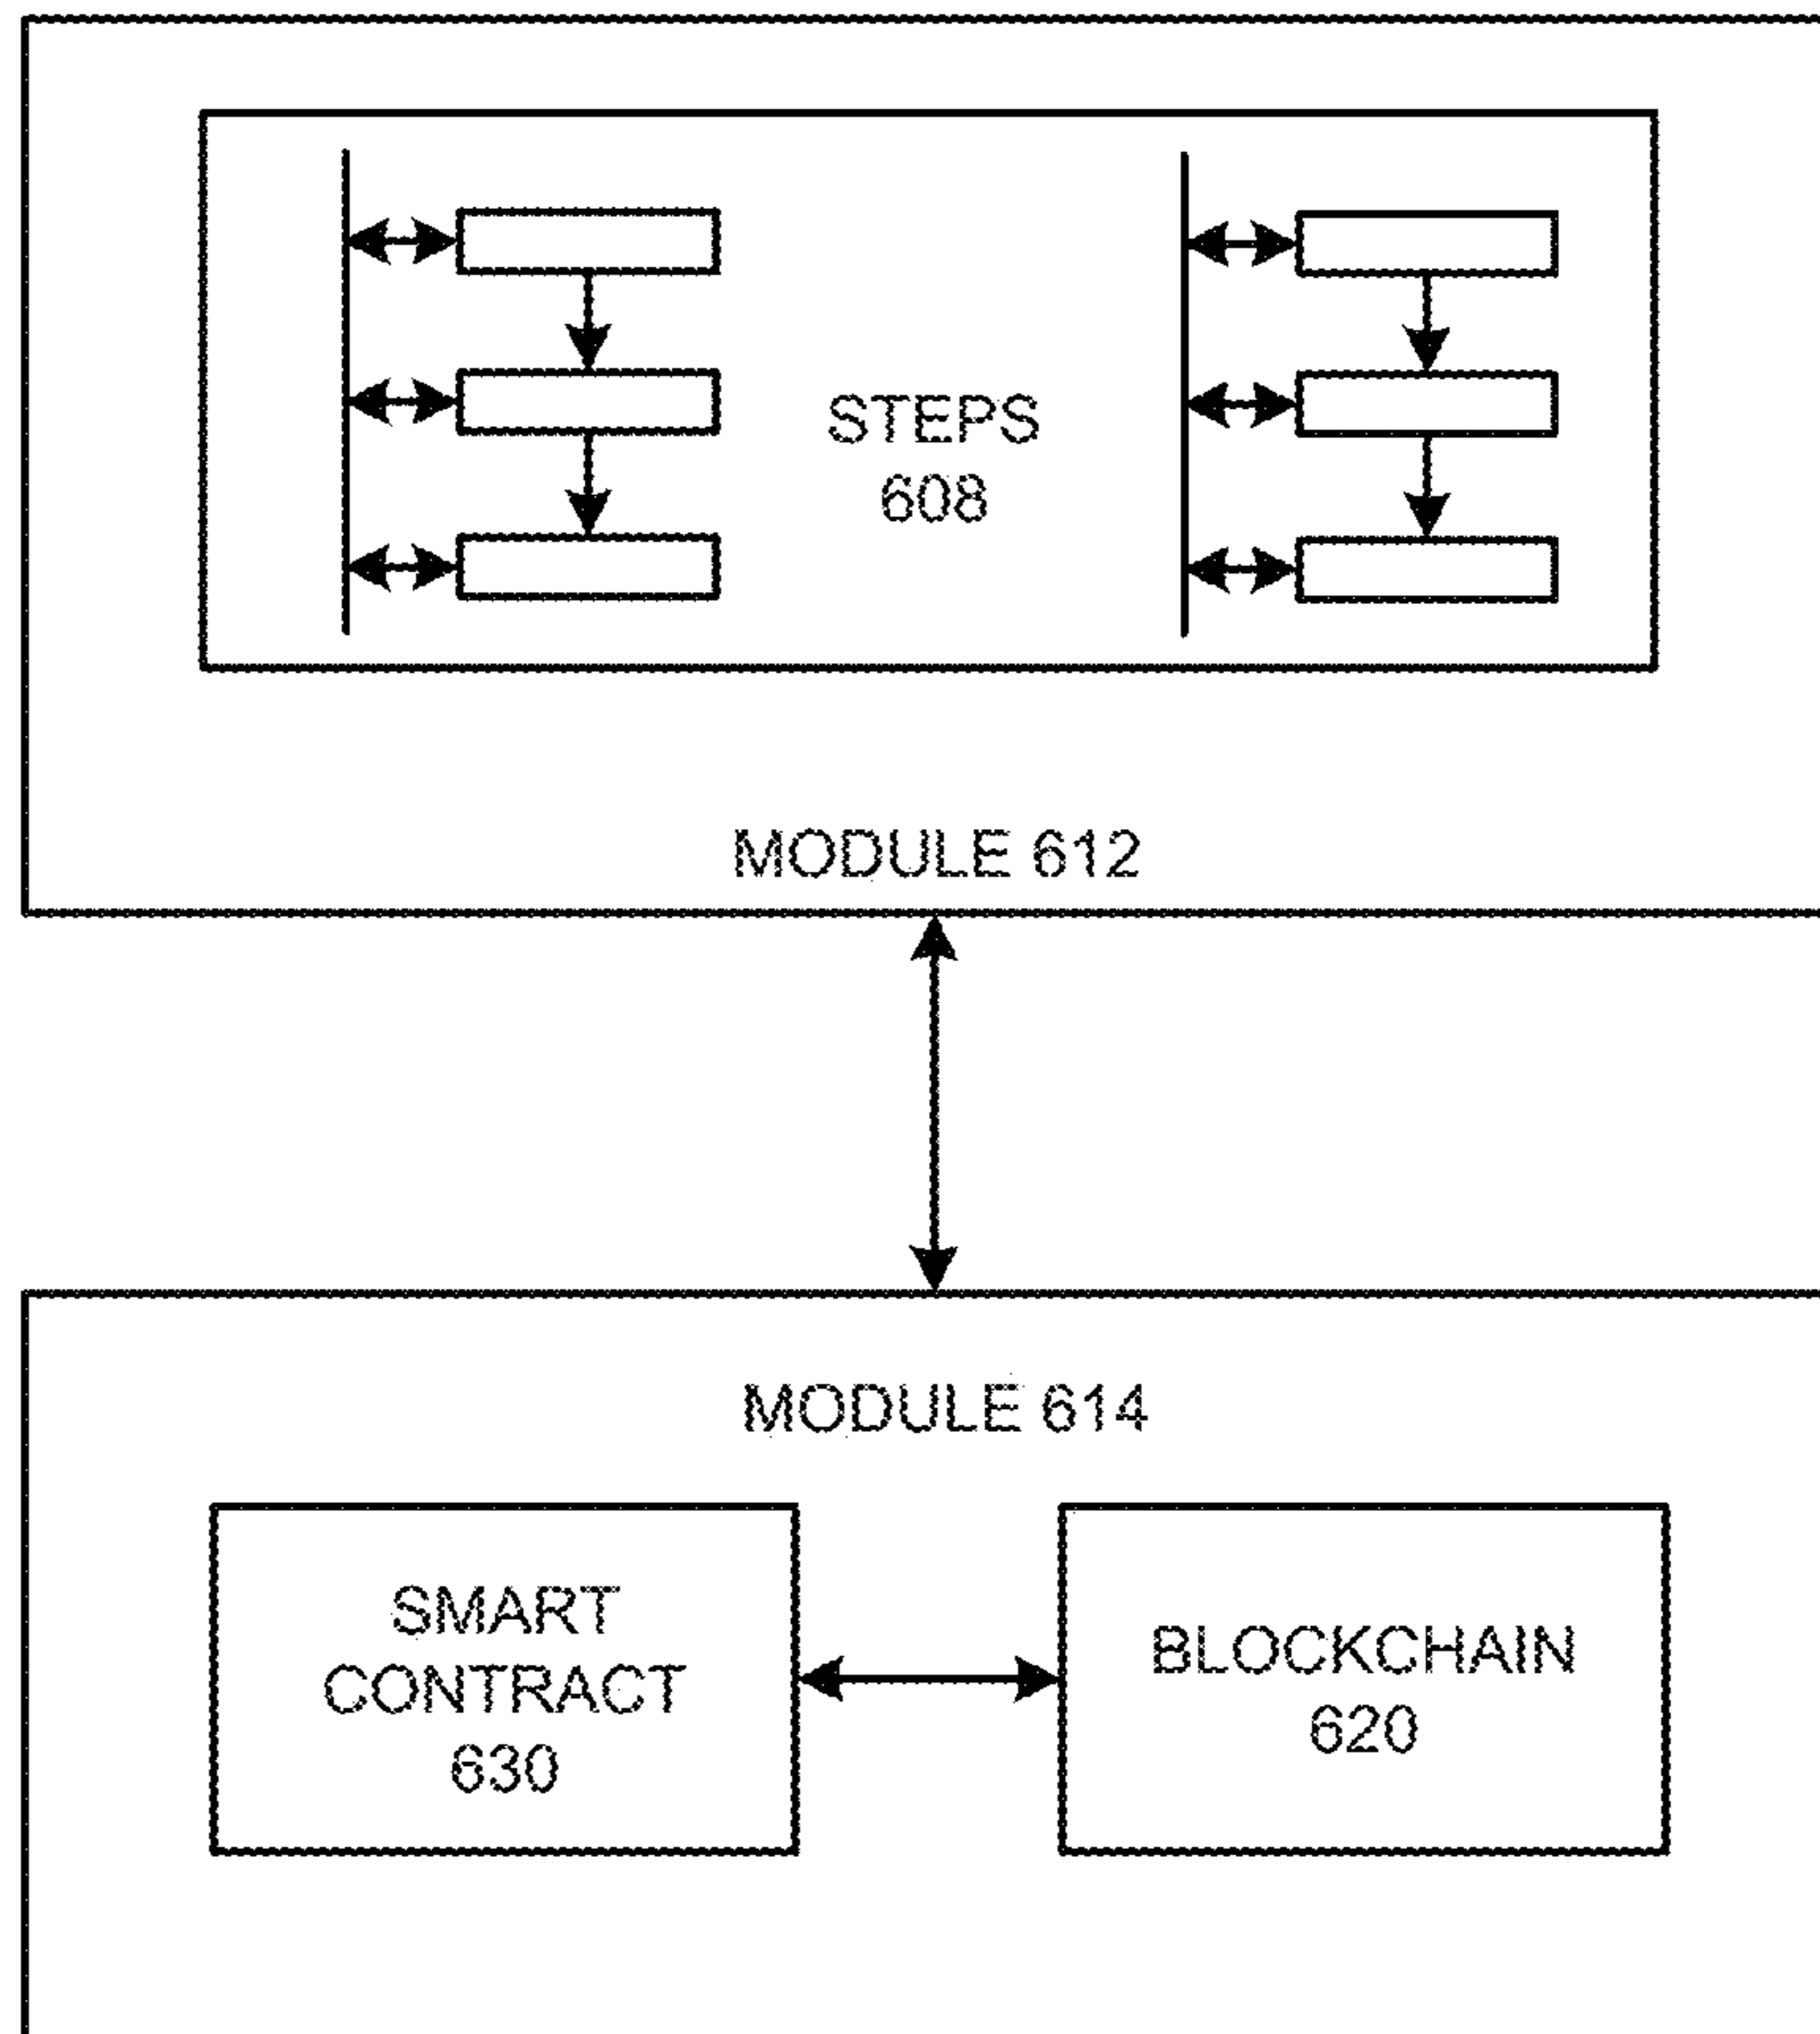 STEPS
608
MODULE 612
MODULE 614
SMART
CONTRACT
630
BLOCKCHAIN
620